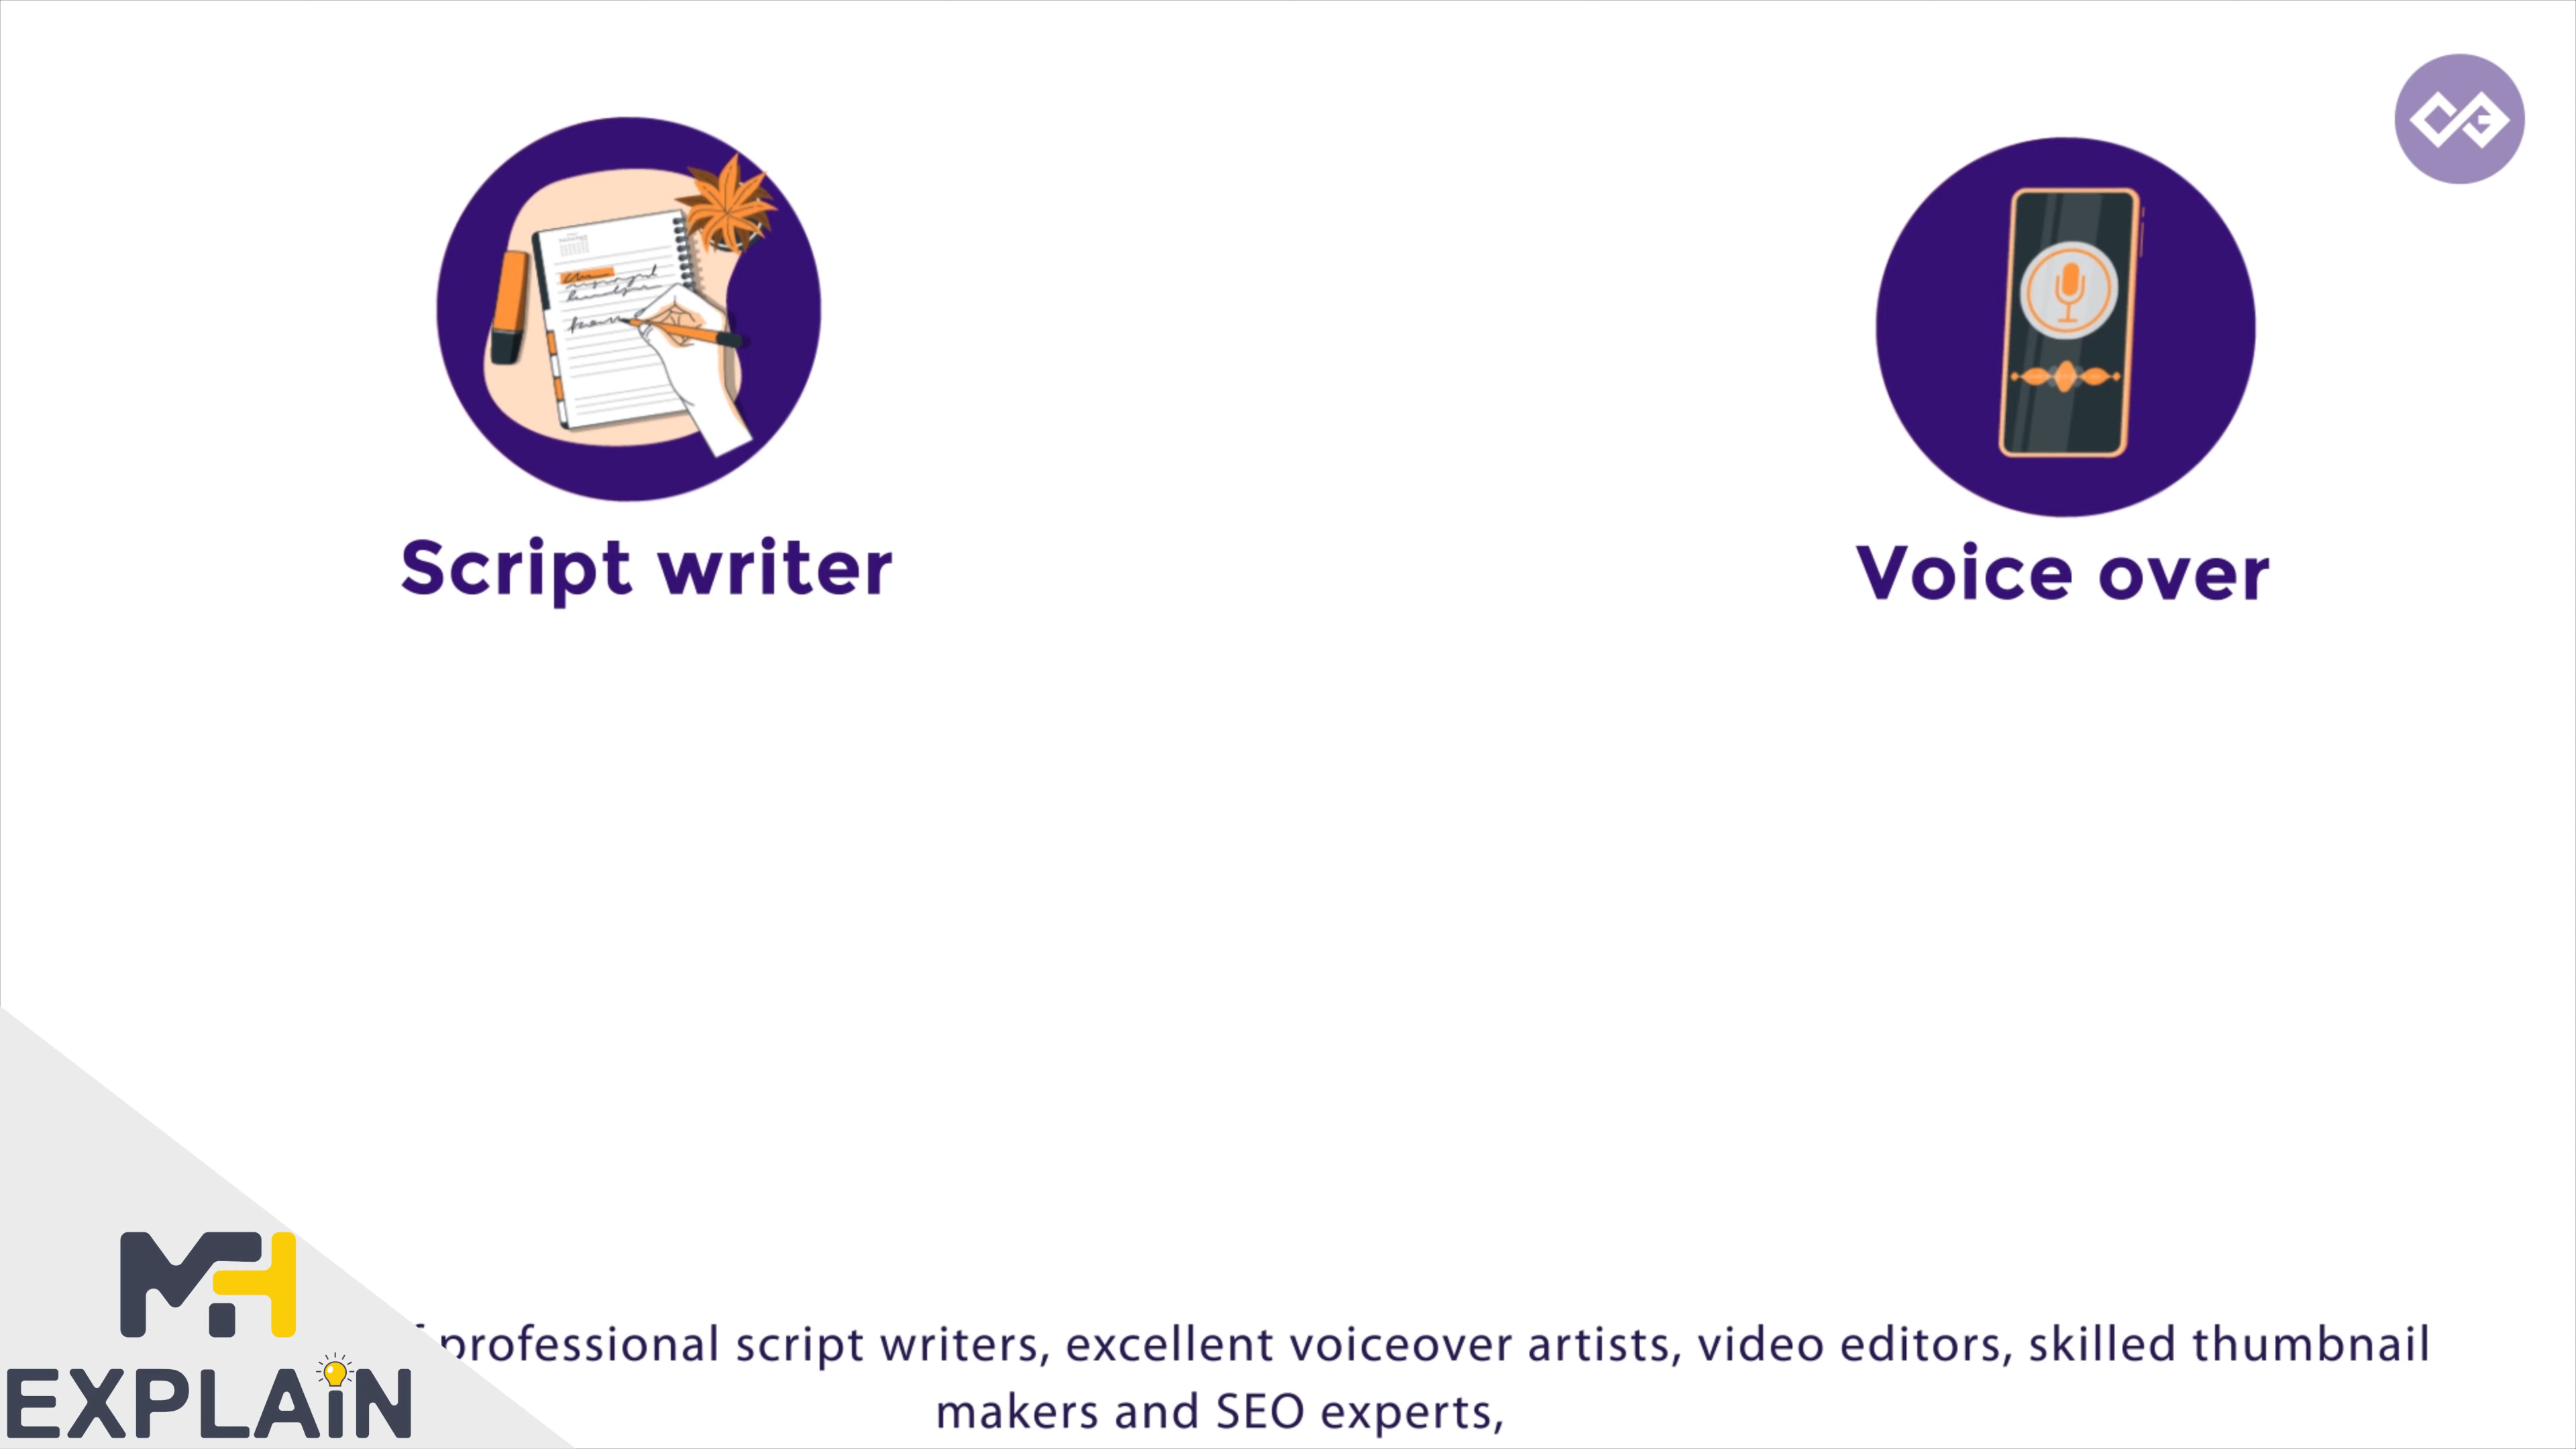 Script writer
Voice over
professional script writers, excellent voiceover artists, video editors, skilled thumbnail
makers and SEO experts,
MH
EXPLAiN